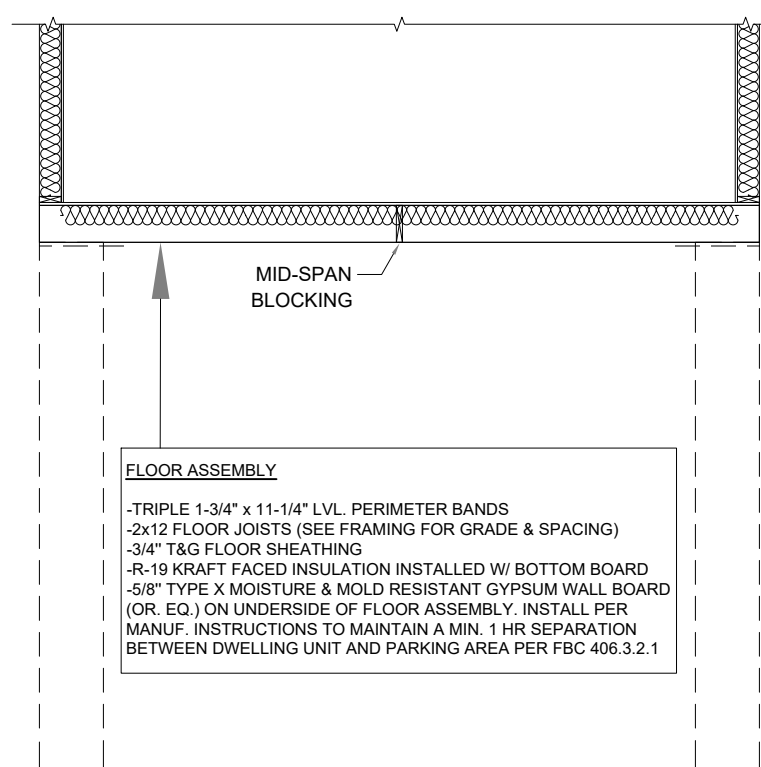 MID-SPAN
BLOCKING
FLOOR ASSEMBLY
-TRIPLE 1-3/4" x 11-1/4" LVL. PERIMETER BANDS
-2x12 FLOOR JOISTS (SEE FRAMING FOR GRADE & SPACING)
-3/4" T&G FLOOR SHEATHING
-R-19 KRAFT FACED INSULATION INSTALLED W/ BOTTOM BOARD
-5/8" TYPE X MOISTURE & MOLD RESISTANT GYPSUM WALL BOARD
(OR. EQ.) ON UNDERSIDE OF FLOOR ASSEMBLY. INSTALL PER
MANUF. INSTRUCTIONS TO MAINTAIN A MIN. 1 HR SEPARATION
BETWEEN DWELLING UNIT AND PARKING AREA PER FBC 406.3.2.1